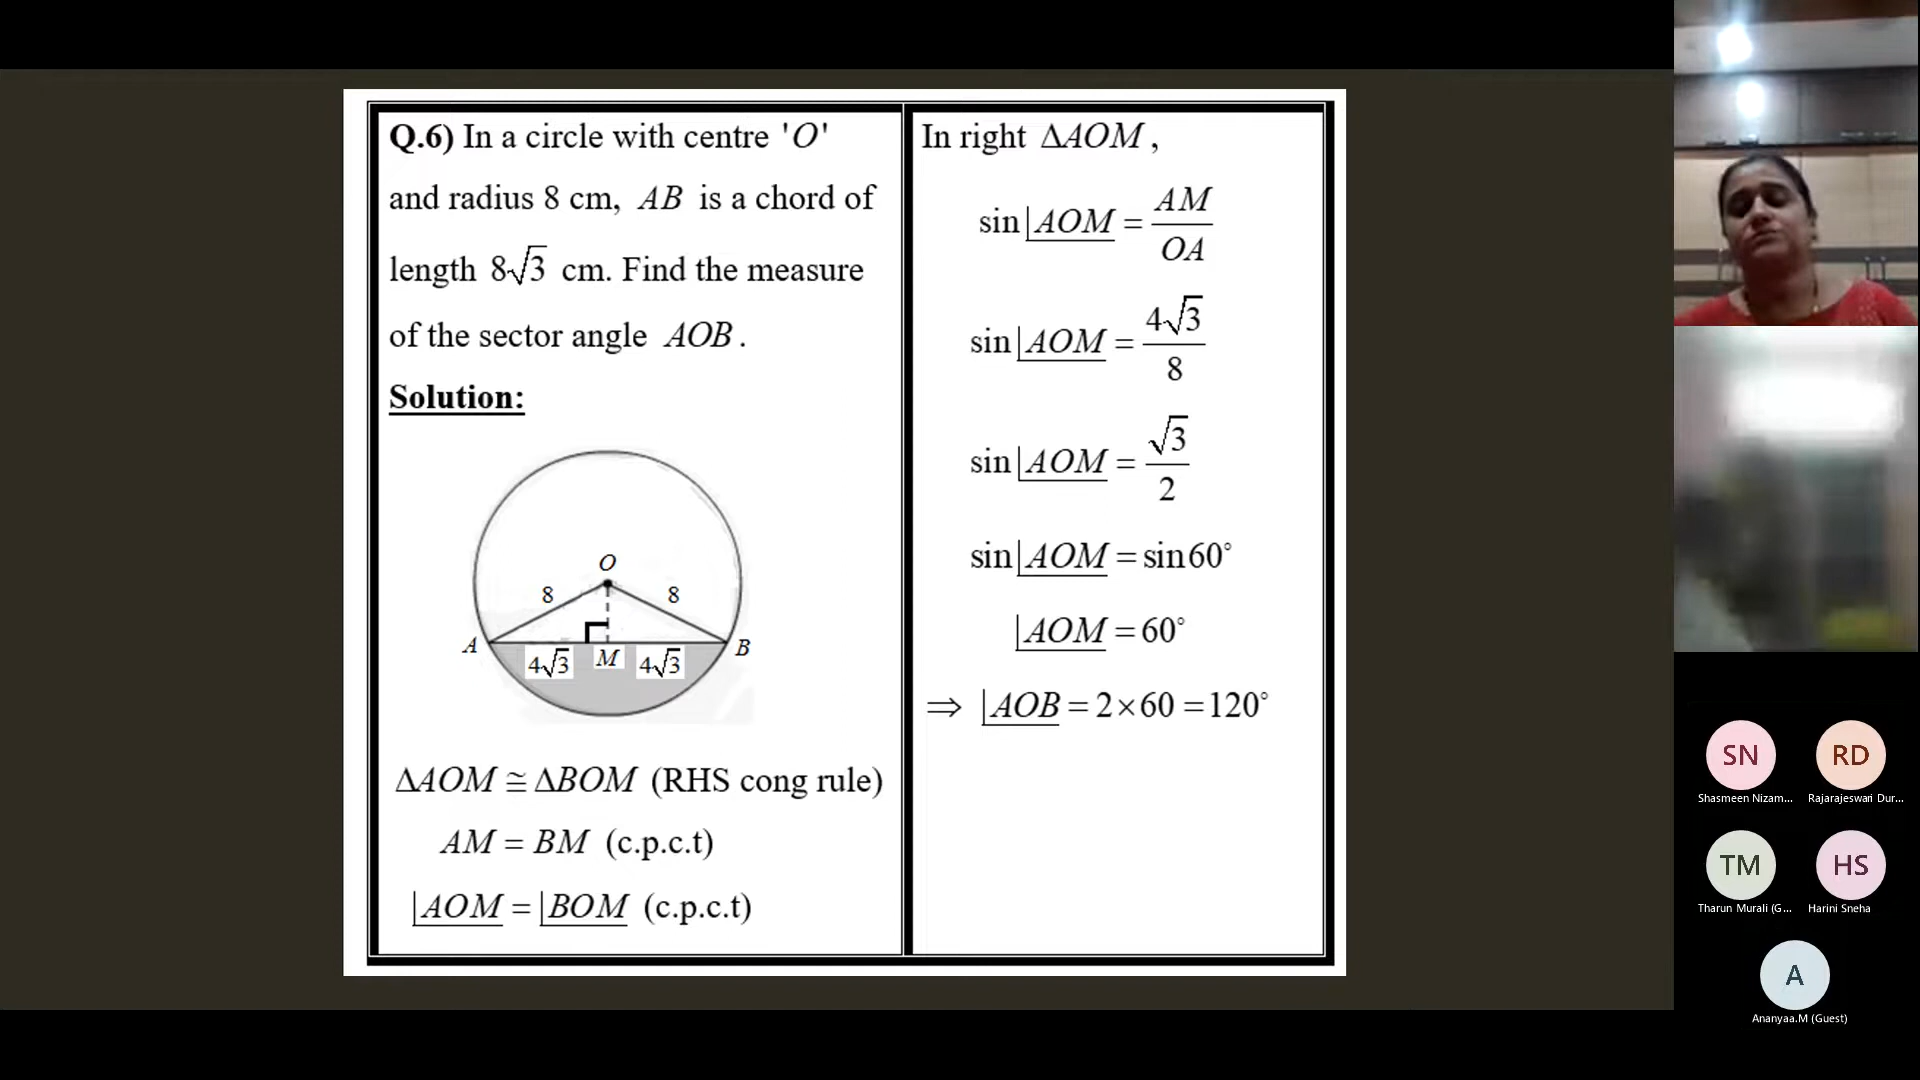 Q.6) In a circle with centre 'O'
and radius 8 cm, AB is a chord of
length 8√3 cm. Find the measure
of the sector angle AOB.
Solution:
O
8 8
A B
4√3 M 4√3
ΔAOM ≅ ΔBOM (RHS cong rule)
AM = BM (c.p.c.t)
∠AOM = ∠BOM (c.p.c.t)
In right ΔAOM,
sin∠AOM = AM/OA
sin∠AOM = 4√3/8
sin∠AOM = √3/2
sin∠AOM = sin60°
∠AOM = 60°
⇒ ∠AOB = 2×60 = 120°
SN RD
Shasmeen Nizam... Rajarajeswari Dur...
TM HS
Tharun Murali (G... Harini Sneha
A
Ananyaa.M (Guest)